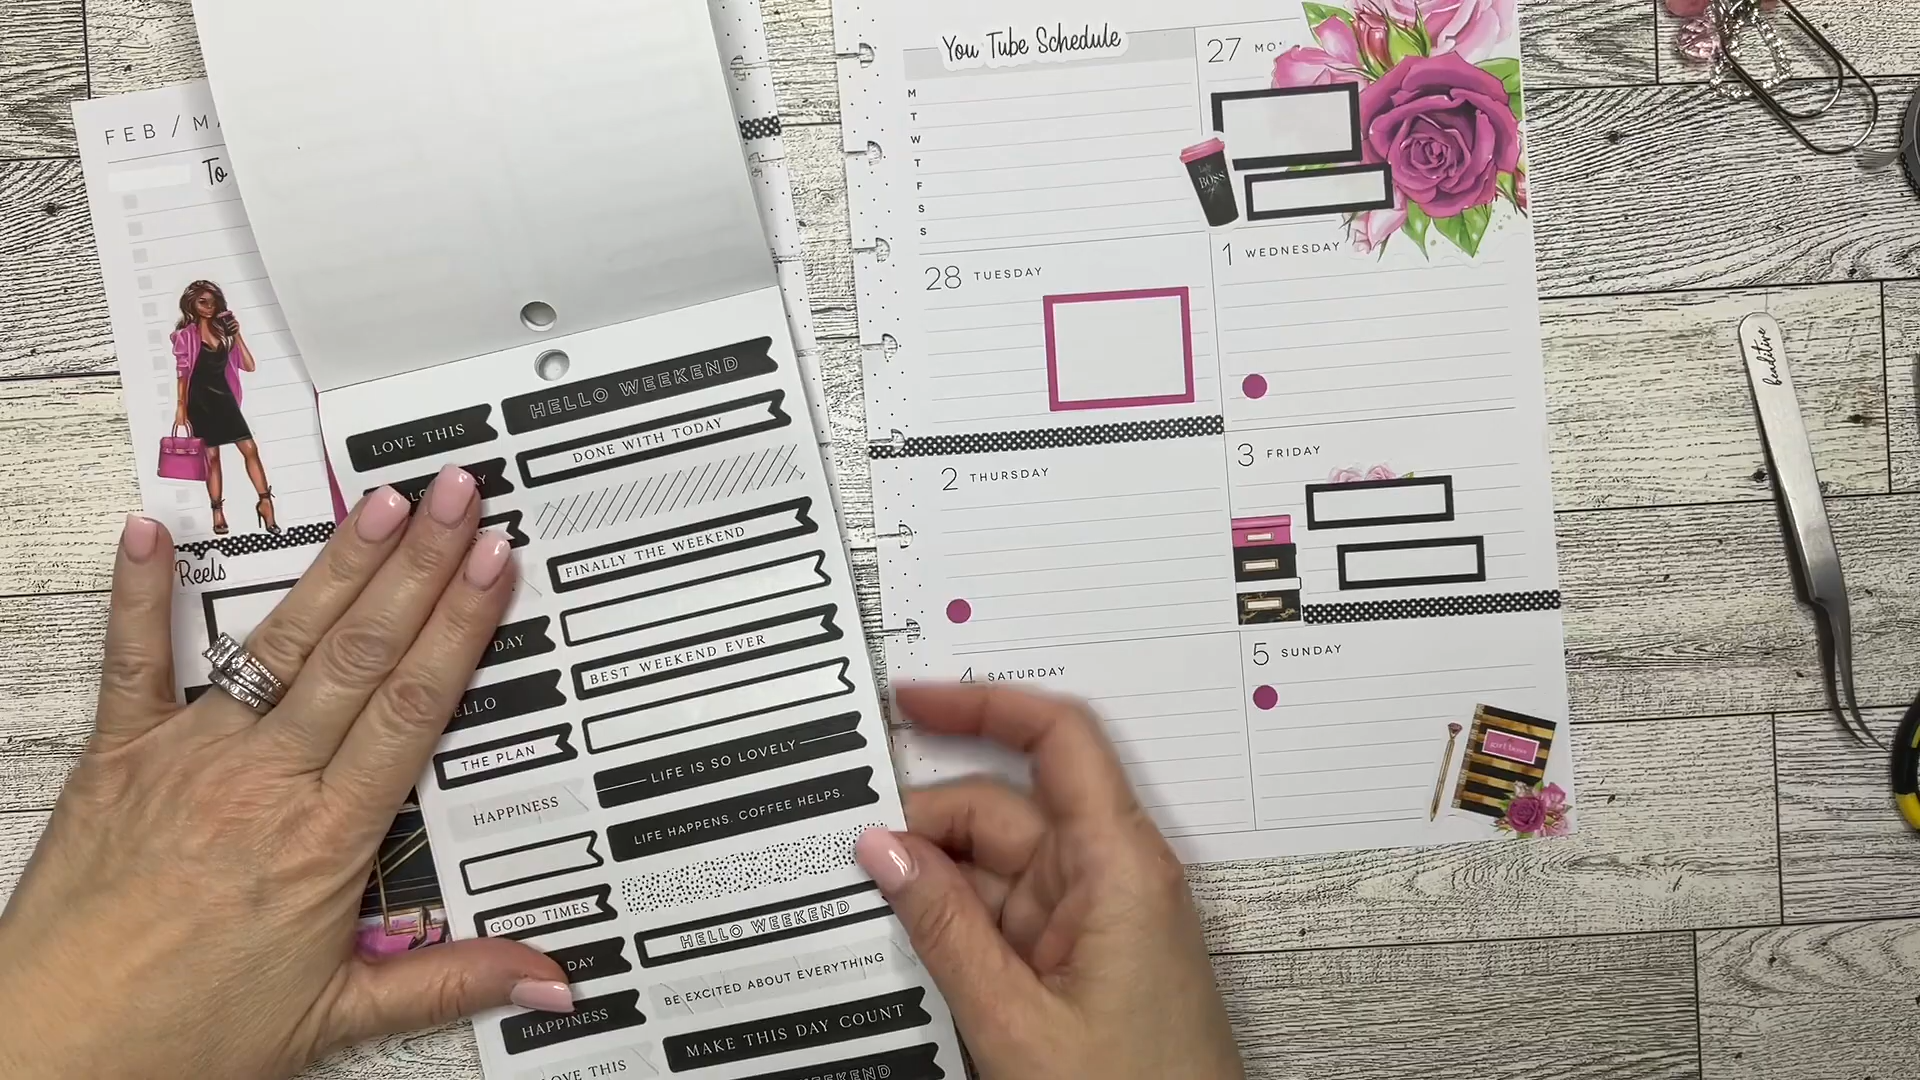 FEB / MA
To
Reels
You Tube Schedule
M
T
W
T
F
S
S
27 MO
BOSS
28 TUESDAY
1 WEDNESDAY
2 THURSDAY
3 FRIDAY
4 SATURDAY
5 SUNDAY
LOVE THIS
HELLO WEEKEND
DONE WITH TODAY
FINALLY THE WEEKEND
DAY
BEST WEEKEND EVER
ELLO
THE PLAN
LIFE IS SO LOVELY
HAPPINESS
LIFE HAPPENS. COFFEE HELPS.
GOOD TIMES
HELLO WEEKEND
DAY
BE EXCITED ABOUT EVERYTHING
HAPPINESS
MAKE THIS DAY COUNT
OVE THIS
WEEKEND